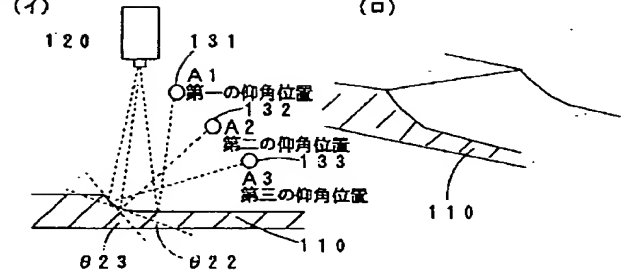 (イ)
(ロ)
120
131
A1
第一の仰角位置
132
A2
第二の仰角位置
133
A3
第三の仰角位置
110
110
θ23
θ22